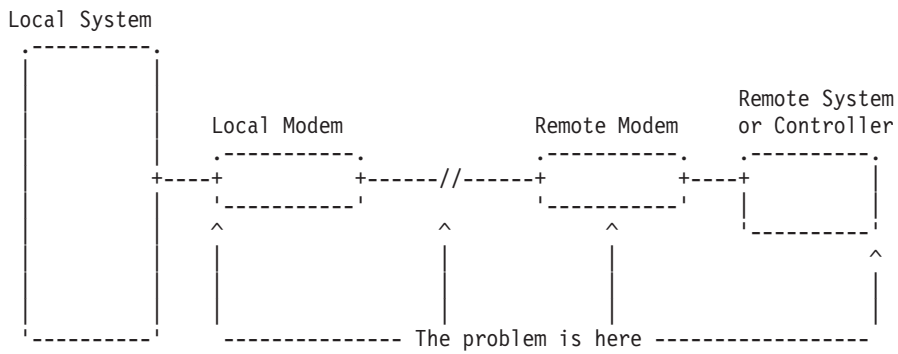 Local System
Remote System
Local Modem Remote Modem or Controller
The problem is here